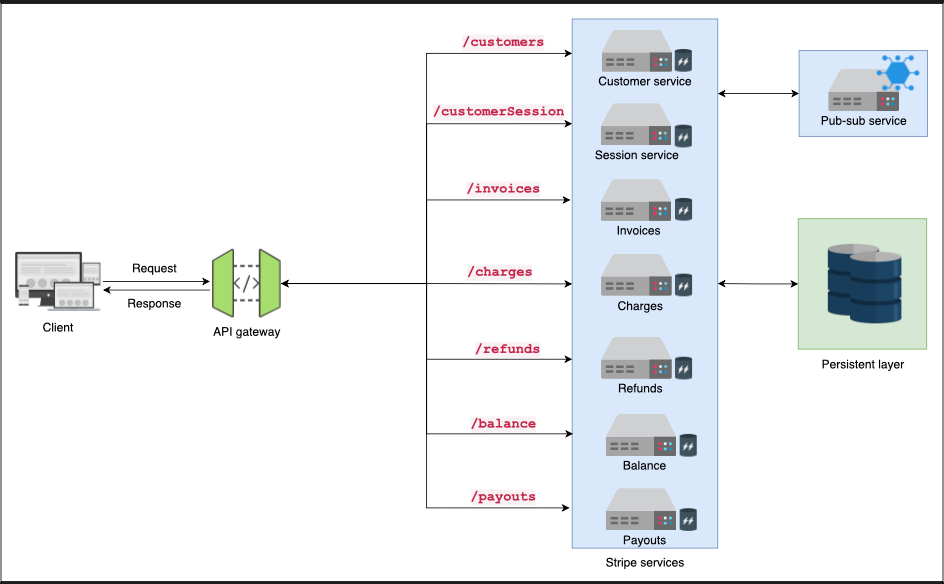 /customers
Customer service
/customerSession
Session service
/invoices
Invoices
/charges
Charges
/refunds
Refunds
/balance
Balance
/payouts
Payouts
Stripe services
Pub-sub service
Persistent layer
Request
Response
Client
</>
API gateway